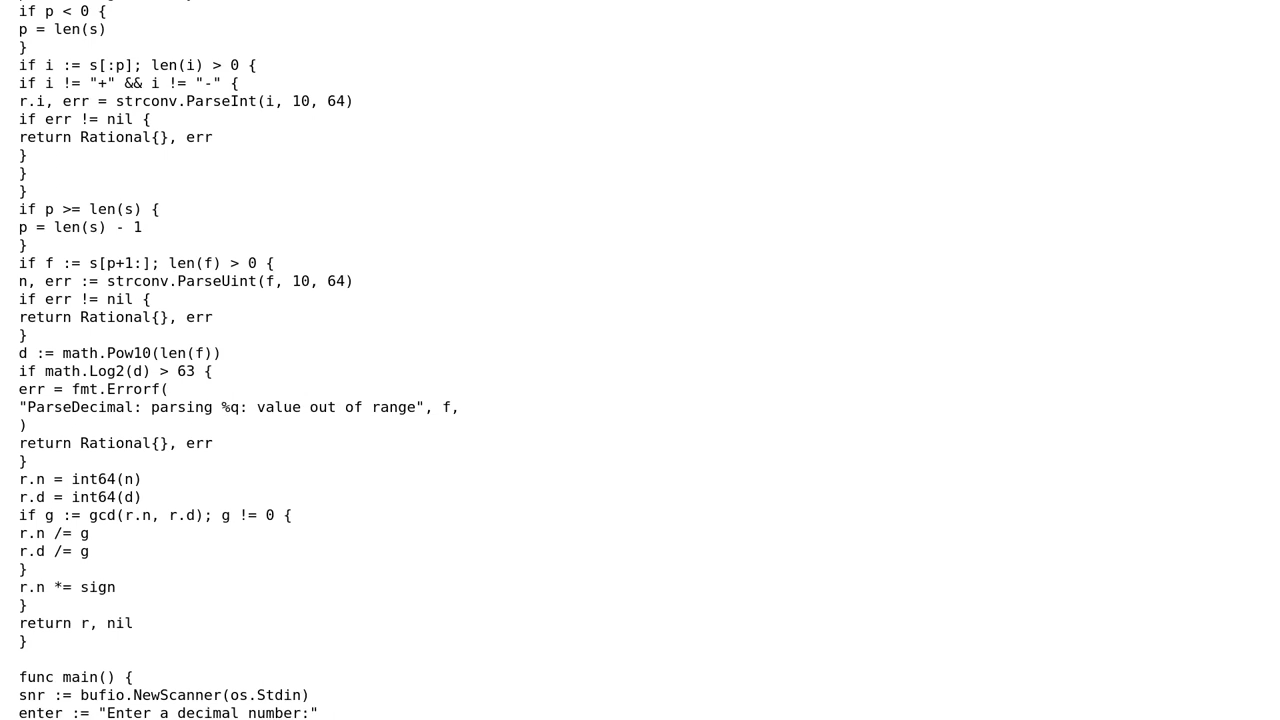 if p < 0 {
p = len(s)
}
if i := s[:p]; len(i) > 0 {
if i != "+" && i != "-" {
r.i, err = strconv.ParseInt(i, 10, 64)
if err != nil {
return Rational{}, err
}
}
}
if p >= len(s) {
p = len(s) - 1
}
if f := s[p+1:]; len(f) > 0 {
n, err := strconv.ParseUint(f, 10, 64)
if err != nil {
return Rational{}, err
}
d := math.Pow10(len(f))
if math.Log2(d) > 63 {
err = fmt.Errorf(
"ParseDecimal: parsing %q: value out of range", f,
)
return Rational{}, err
}
r.n = int64(n)
r.d = int64(d)
if g := gcd(r.n, r.d); g != 0 {
r.n /= g
r.d /= g
}
r.n *= sign
}
return r, nil
}

func main() {
snr := bufio.NewScanner(os.Stdin)
enter := "Enter a decimal number:"